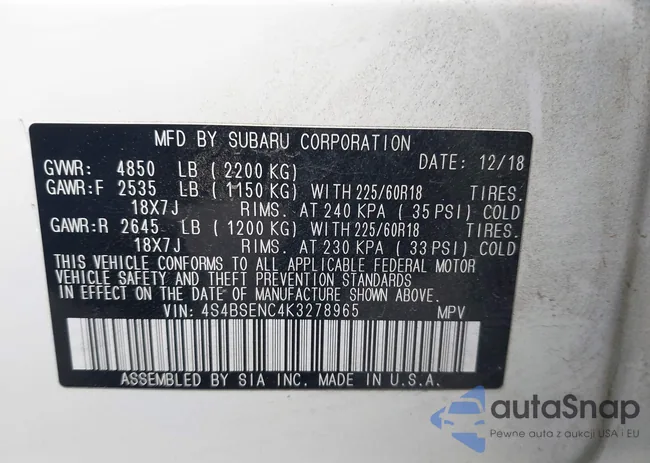 MFD BY SUBARU CORPORATION
GVWR: 4850 LB (2200 KG) DATE: 12/18
GAWR:F 2535 LB (1150 KG) WITH 225/60R18 TIRES.
18X7J RIMS. AT 240 KPA (35 PSI) COLD
GAWR:R 2645 LB (1200 KG) WITH 225/60R18 TIRES.
18X7J RIMS. AT 230 KPA (33 PSI) COLD
THIS VEHICLE CONFORMS TO ALL APPLICABLE FEDERAL MOTOR
VEHICLE SAFETY AND THEFT PREVENTION STANDARDS
IN EFFECT ON THE DATE OF MANUFACTURE SHOWN ABOVE.
VIN: 4S4BSENC4K3278965 MPV
ASSEMBLED BY SIA INC. MADE IN U.S.A.
autoSnap
Pewne auta z aukcji USA i EU